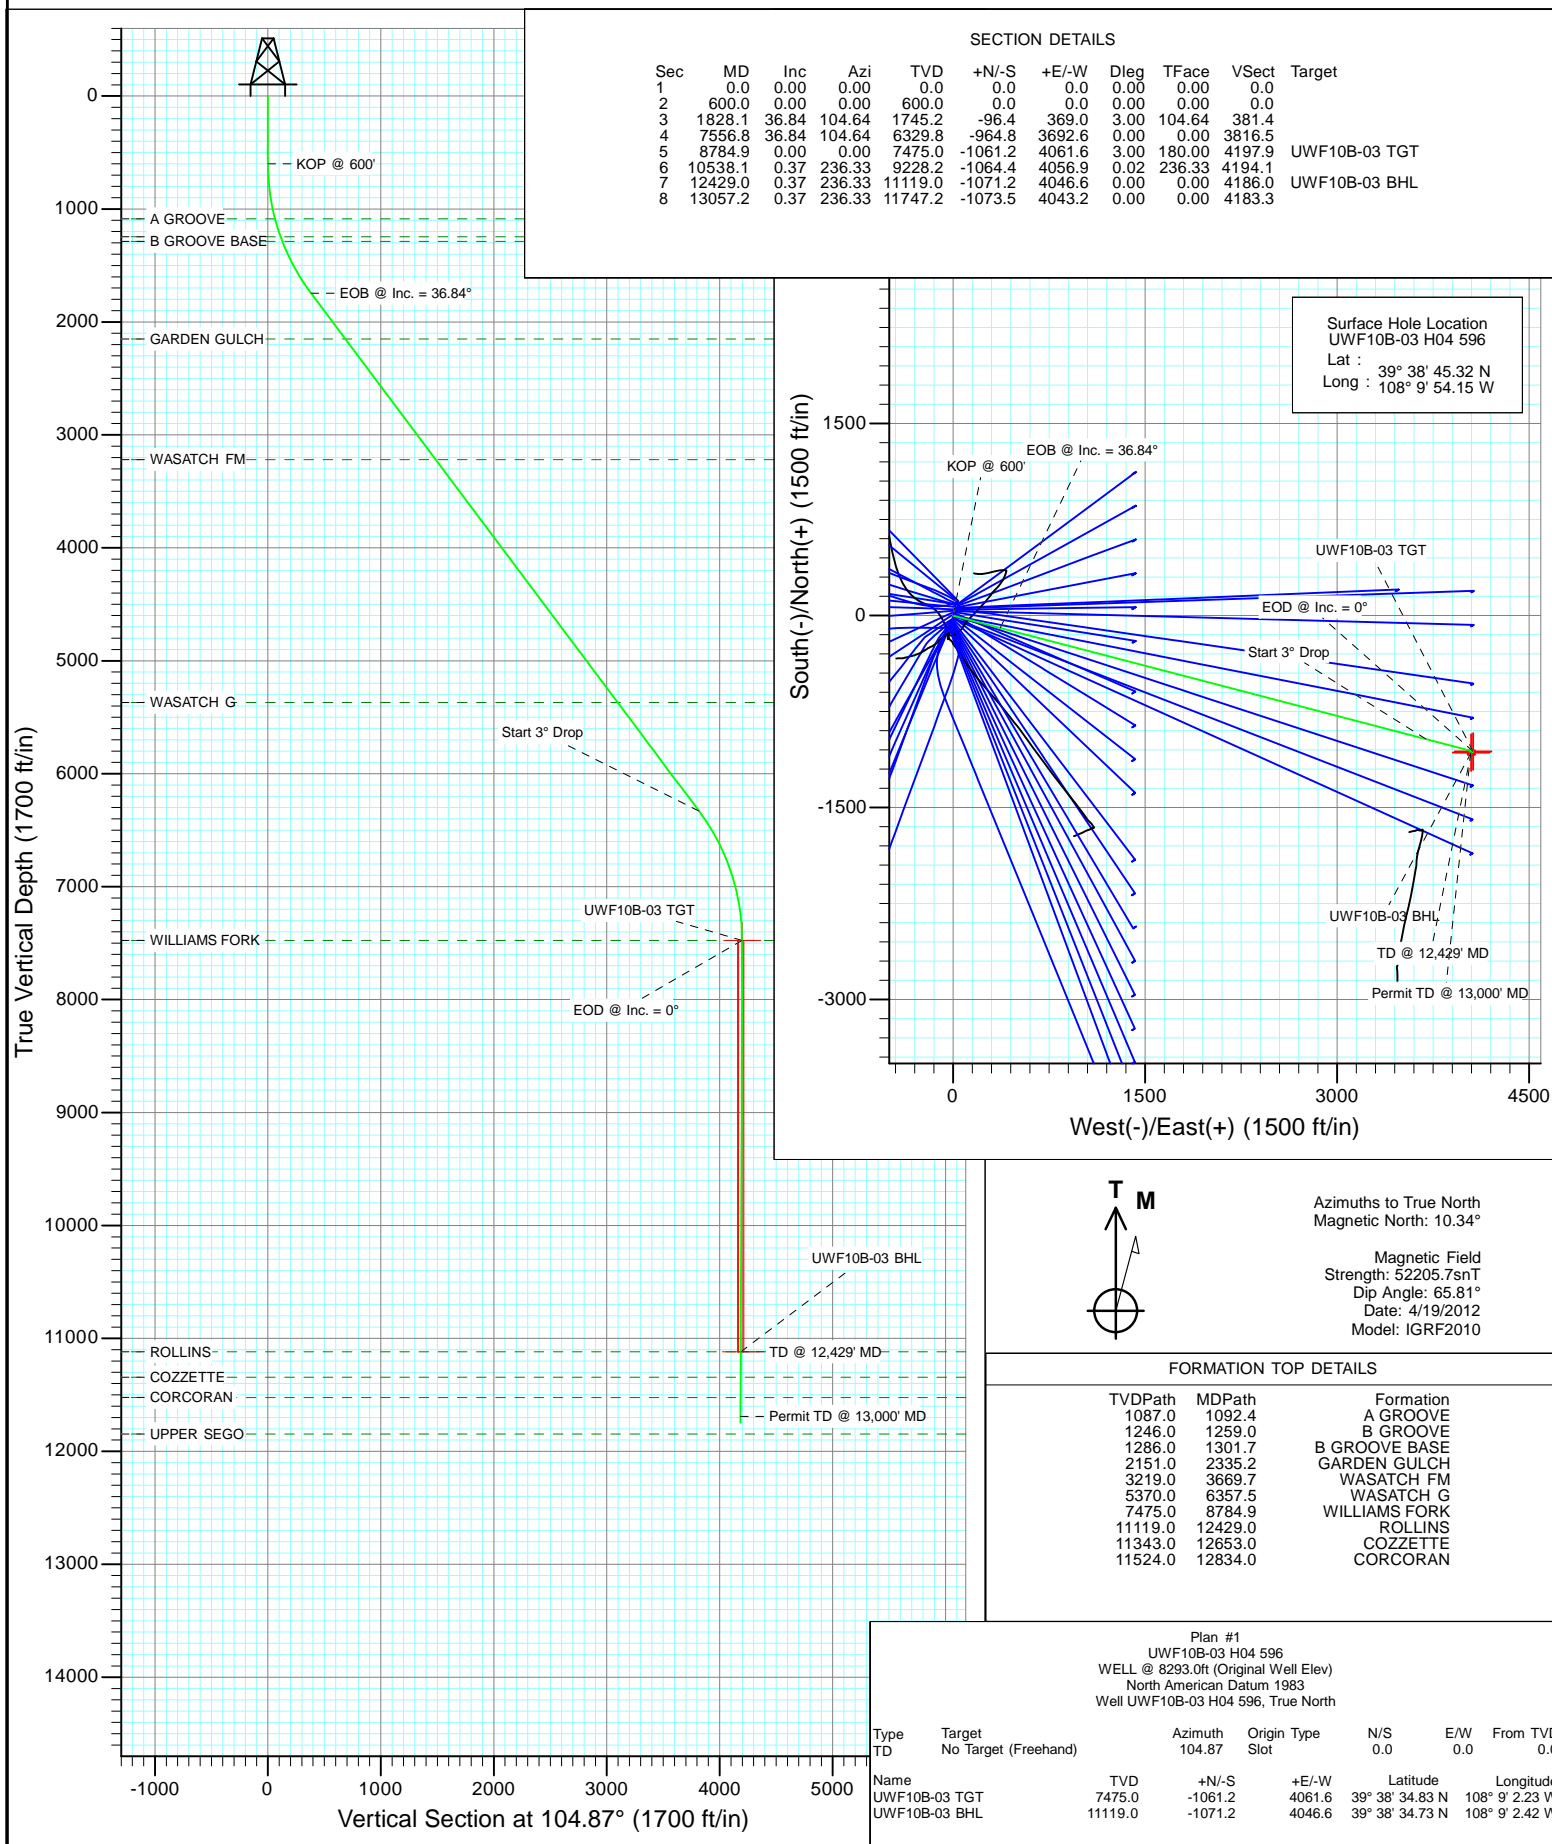 SECTION DETAILS
Sec MD Inc Azi TVD +N/-S +E/-W Dleg TFace VSect Target
1 0.0 0.00 0.00 0.0 0.0 0.0 0.00 0.00 0.0
2 600.0 0.00 0.00 600.0 0.0 0.0 0.00 0.00 0.0
3 1828.1 36.84 104.64 1745.2 -96.4 369.0 3.00 104.64 381.4
4 7556.8 36.84 104.64 6329.8 -964.8 3692.6 0.00 0.00 3816.5
5 8784.9 0.00 0.00 7475.0 -1061.2 4061.6 3.00 180.00 4197.9 UWF10B-03 TGT
6 10538.1 0.37 236.33 9228.2 -1064.4 4056.9 0.02 236.33 4194.1
7 12429.0 0.37 236.33 11119.0 -1071.2 4046.6 0.00 0.00 4186.0 UWF10B-03 BHL
8 13057.2 0.37 236.33 11747.2 -1073.5 4043.2 0.00 0.00 4183.3
True Vertical Depth (1700 ft/in)
0
1000
2000
3000
4000
5000
6000
7000
8000
9000
10000
11000
12000
13000
14000
KOP @ 600'
A GROOVE
B GROOVE BASE
EOB @ Inc. = 36.84°
GARDEN GULCH
WASATCH FM
WASATCH G
Start 3° Drop
UWF10B-03 TGT
WILLIAMS FORK
EOD @ Inc. = 0°
UWF10B-03 BHL
ROLLINS
TD @ 12,429' MD
COZZETTE
CORCORAN
Permit TD @ 13,000' MD
UPPER SEGO
-1000 0 1000 2000 3000 4000 5000
Vertical Section at 104.87° (1700 ft/in)
Surface Hole Location
UWF10B-03 H04 596
Lat : 39° 38' 45.32 N
Long : 108° 9' 54.15 W
South(-)/North(+) (1500 ft/in)
1500
0
-1500
-3000
KOP @ 600'
EOB @ Inc. = 36.84°
UWF10B-03 TGT
EOD @ Inc. = 0°
Start 3° Drop
UWF10B-03 BHL
TD @ 12,429' MD
Permit TD @ 13,000' MD
0 1500 3000 4500
West(-)/East(+) (1500 ft/in)
T M
Azimuths to True North
Magnetic North: 10.34°
Magnetic Field
Strength: 52205.7snT
Dip Angle: 65.81°
Date: 4/19/2012
Model: IGRF2010
FORMATION TOP DETAILS
TVDPath MDPath Formation
1087.0 1092.4 A GROOVE
1246.0 1259.0 B GROOVE
1286.0 1301.7 B GROOVE BASE
2151.0 2335.2 GARDEN GULCH
3219.0 3669.7 WASATCH FM
5370.0 6357.5 WASATCH G
7475.0 8784.9 WILLIAMS FORK
11119.0 12429.0 ROLLINS
11343.0 12653.0 COZZETTE
11524.0 12834.0 CORCORAN
Plan #1
UWF10B-03 H04 596
WELL @ 8293.0ft (Original Well Elev)
North American Datum 1983
Well UWF10B-03 H04 596, True North
Type Target Azimuth Origin Type N/S E/W From TVD
TD No Target (Freehand) 104.87 Slot 0.0 0.0 0.0
Name TVD +N/-S +E/-W Latitude Longitude
UWF10B-03 TGT 7475.0 -1061.2 4061.6 39° 38' 34.83 N 108° 9' 2.23 W
UWF10B-03 BHL 11119.0 -1071.2 4046.6 39° 38' 34.73 N 108° 9' 2.42 W